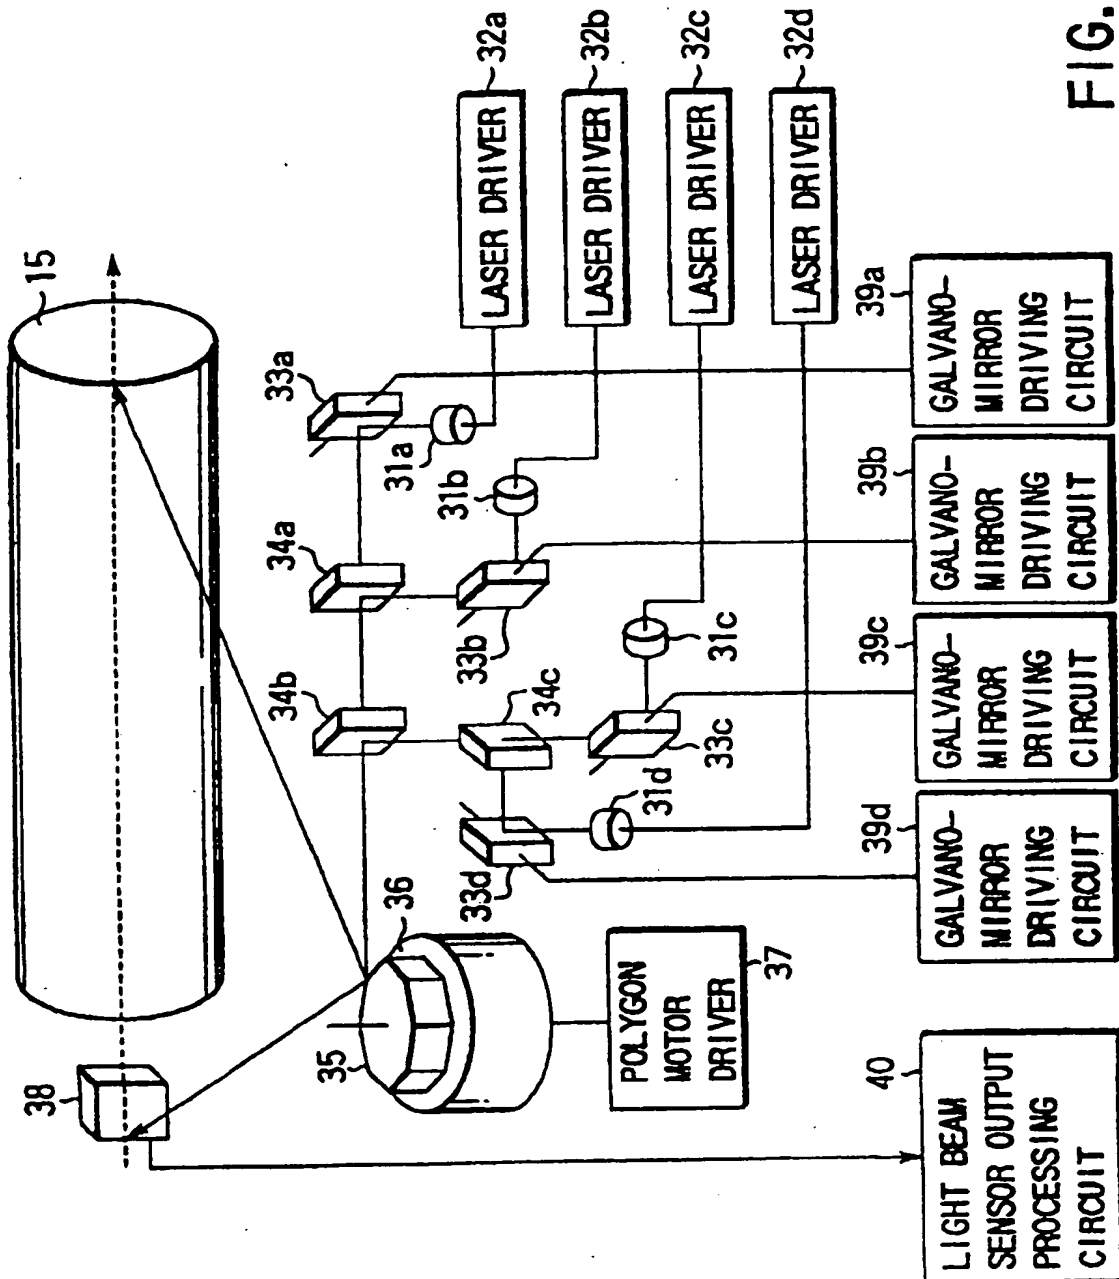 38
15
40
LIGHT BEAM
SENSOR OUTPUT
PROCESSING
CIRCUIT
35
36
POLYGON
MOTOR
DRIVER
37
34b
34a
33a
33d
31d
34c
33b
31b
31a
33c
31c
LASER DRIVER
32a
LASER DRIVER
32b
LASER DRIVER
32c
LASER DRIVER
32d
39d
GALVANO-
MIRROR
DRIVING
CIRCUIT
39c
GALVANO-
MIRROR
DRIVING
CIRCUIT
39b
GALVANO-
MIRROR
DRIVING
CIRCUIT
39a
GALVANO-
MIRROR
DRIVING
CIRCUIT
FIG.